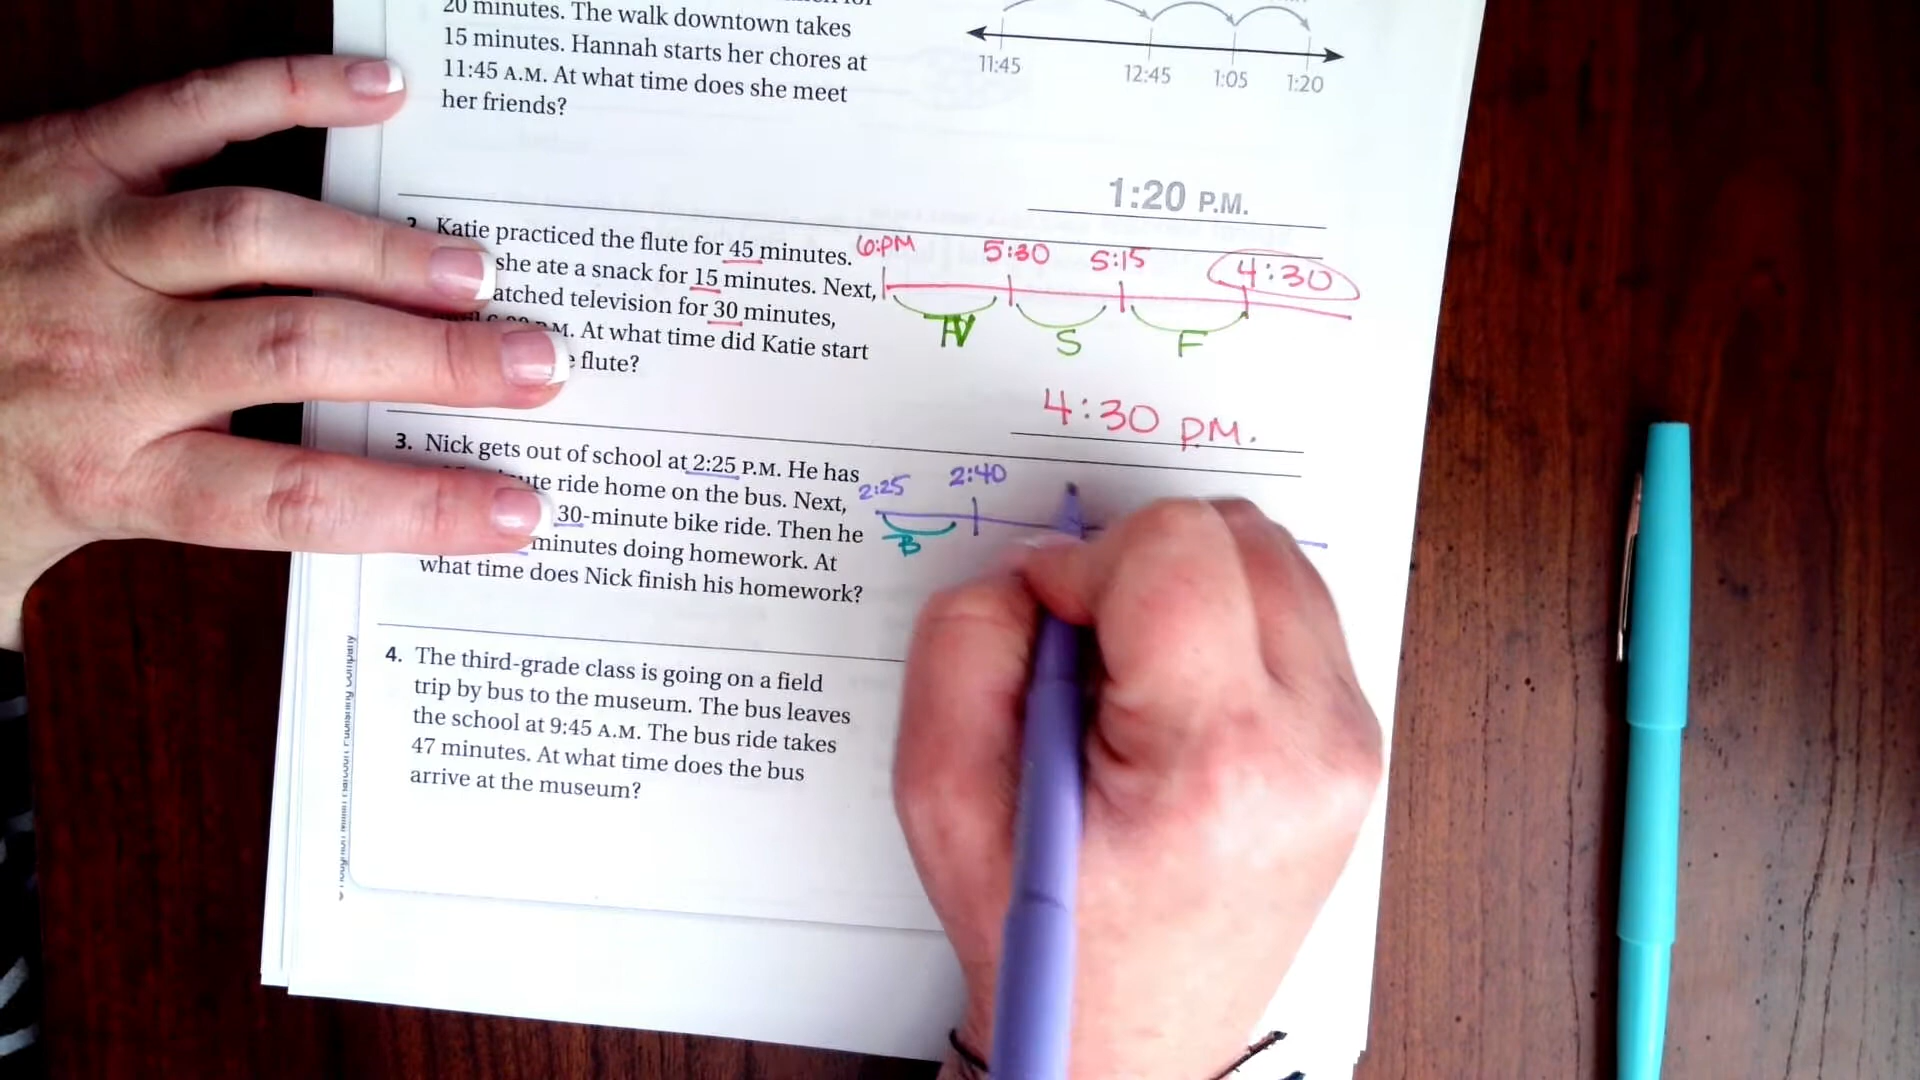 20 minutes. The walk downtown takes
15 minutes. Hannah starts her chores at
11:45 A.M. At what time does she meet
her friends?
11:45 12:45 1:05 1:20
1:20 P.M.
Katie practiced the flute for 45 minutes.
she ate a snack for 15 minutes. Next,
atched television for 30 minutes,
M. At what time did Katie start
flute?
6:PM 5:30 5:15 4:30
TV S F
4:30 PM.
3. Nick gets out of school at 2:25 P.M. He has
ute ride home on the bus. Next,
30-minute bike ride. Then he
minutes doing homework. At
what time does Nick finish his homework?
2:25 2:40
B
4. The third-grade class is going on a field
trip by bus to the museum. The bus leaves
the school at 9:45 A.M. The bus ride takes
47 minutes. At what time does the bus
arrive at the museum?